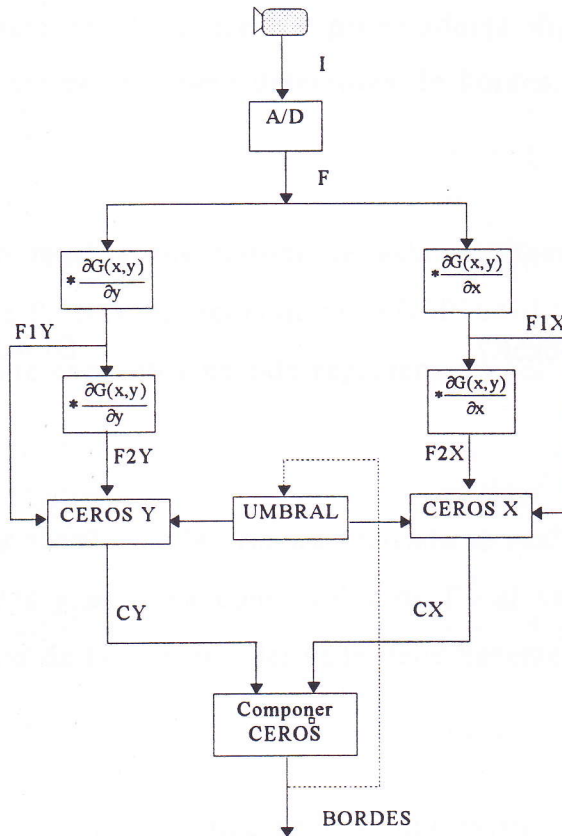 I
A/D
F
* ∂G(x,y)/∂y
* ∂G(x,y)/∂x
F1Y
F1X
* ∂G(x,y)/∂y
* ∂G(x,y)/∂x
F2Y
F2X
CEROS Y
UMBRAL
CEROS X
CY
CX
Componer
CEROS
BORDES